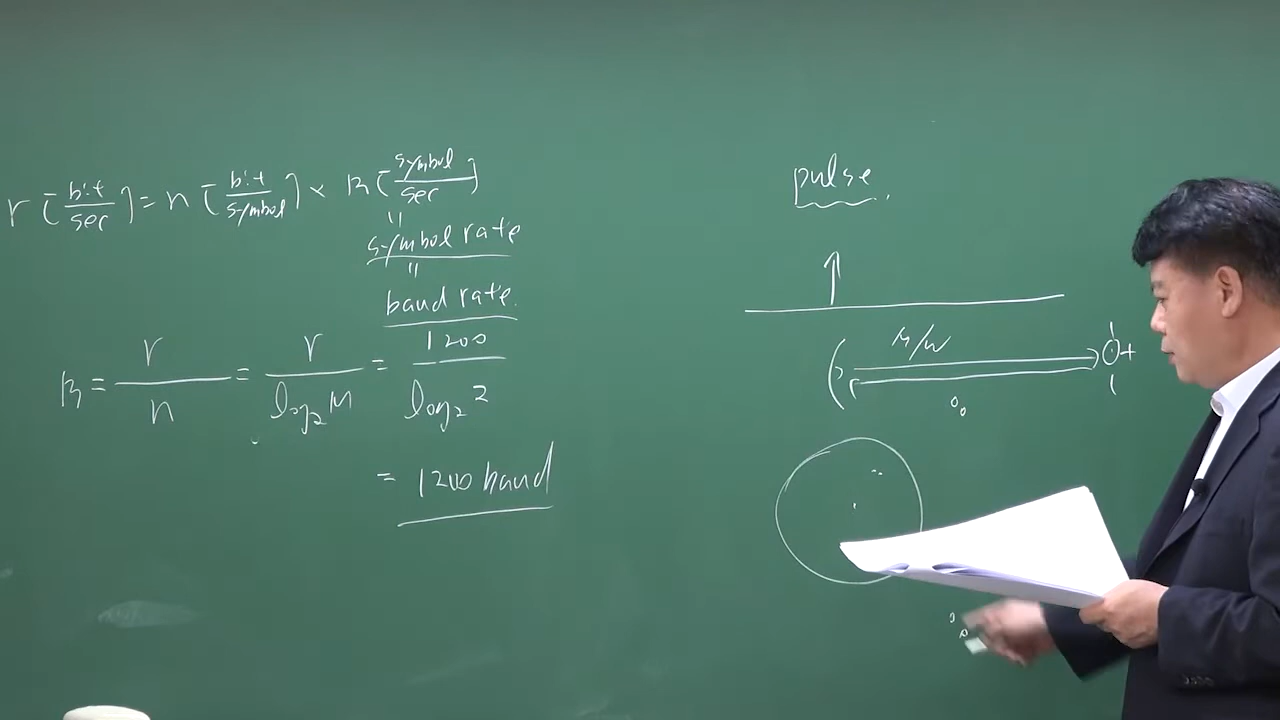 r [bit/sec] = n [bit/symbol] × B [symbol/sec]
"
symbol rate
"
baud rate.
B = r/n = r/log₂M = 1200/log₂2
= 1200 baud
pulse
M/W